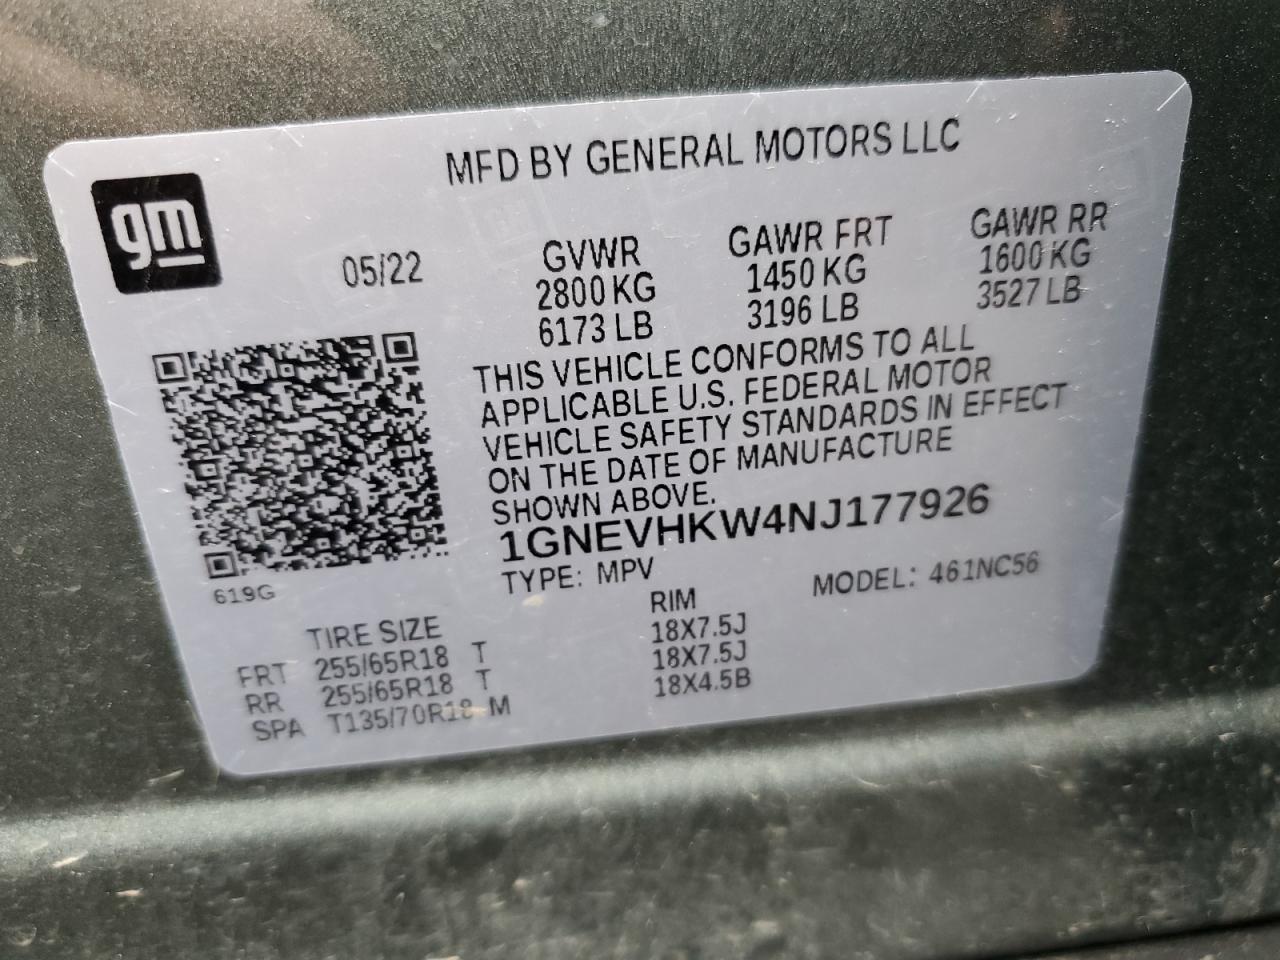 MFD BY GENERAL MOTORS LLC
gm
05/22
GVWR GAWR FRT GAWR RR
2800 KG 1450 KG 1600 KG
6173 LB 3196 LB 3527 LB
THIS VEHICLE CONFORMS TO ALL
APPLICABLE U.S. FEDERAL MOTOR
VEHICLE SAFETY STANDARDS IN EFFECT
ON THE DATE OF MANUFACTURE
SHOWN ABOVE.
1GNEVHKW4NJ177926
TYPE: MPV MODEL: 461NC56
619G
TIRE SIZE RIM
FRT 255/65R18 T 18X7.5J
RR 255/65R18 T 18X7.5J
SPA T135/70R18 M 18X4.5B